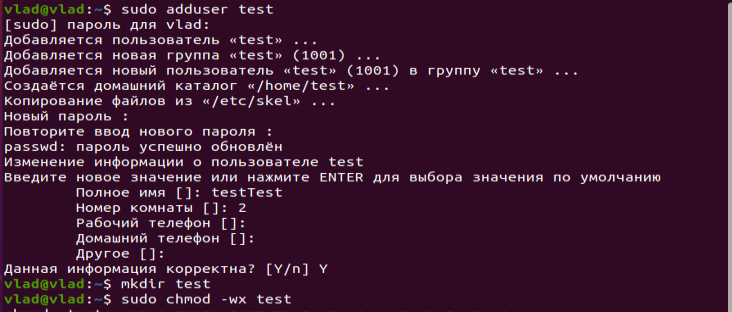 vlad@vlad:~$ sudo adduser test
[sudo] пароль для vlad:
Добавляется пользователь «test» ...
Добавляется новая группа «test» (1001) ...
Добавляется новый пользователь «test» (1001) в группу «test» ...
Создаётся домашний каталог «/home/test» ...
Копирование файлов из «/etc/skel» ...
Новый пароль :
Повторите ввод нового пароля :
passwd: пароль успешно обновлён
Изменение информации о пользователе test
Введите новое значение или нажмите ENTER для выбора значения по умолчанию
Полное имя []: testTest
Номер комнаты []: 2
Рабочий телефон []:
Домашний телефон []:
Другое []:
Данная информация корректна? [Y/n] Y
vlad@vlad:~$ mkdir test
vlad@vlad:~$ sudo chmod -wx test